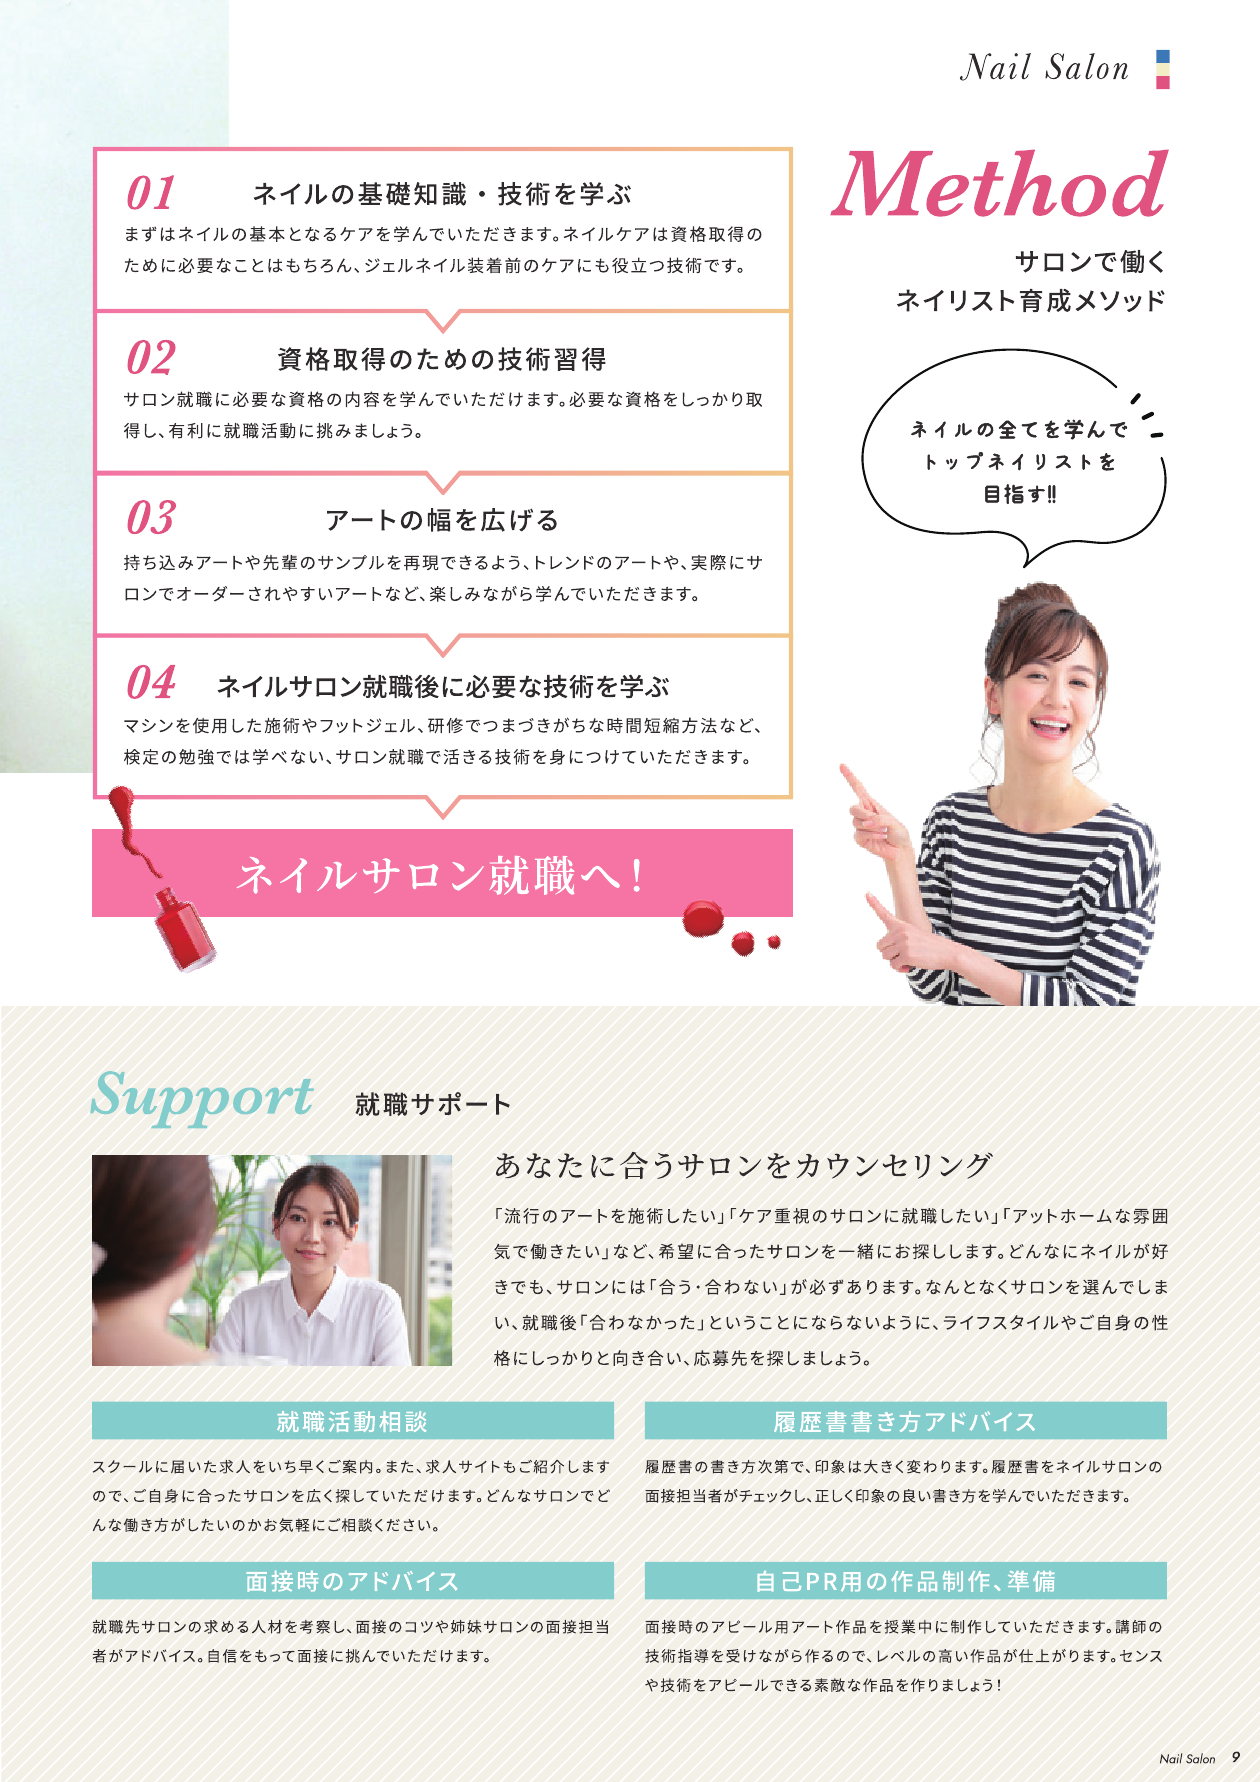 Nail Salon
Method
サロンで働く
ネイリスト育成メソッド
ネイルの全てを学んで
トップネイリストを
目指す!!
01 ネイルの基礎知識・技術を学ぶ
まずはネイルの基本となるケアを学んでいただきます。ネイルケアは資格取得の
ために必要なことはもちろん、ジェルネイル装着前のケアにも役立つ技術です。
02 資格取得のための技術習得
サロン就職に必要な資格の内容を学んでいただけます。必要な資格をしっかり取
得し、有利に就職活動に挑みましょう。
03 アートの幅を広げる
持ち込みアートや先輩のサンプルを再現できるよう、トレンドのアートや、実際にサ
ロンでオーダーされやすいアートなど、楽しみながら学んでいただきます。
04 ネイルサロン就職後に必要な技術を学ぶ
マシンを使用した施術やフットジェル、研修でつまづきがちな時間短縮方法など、
検定の勉強では学べない、サロン就職で活きる技術を身につけていただきます。
ネイルサロン就職へ！
Support 就職サポート
あなたに合うサロンをカウンセリング
「流行のアートを施術したい」「ケア重視のサロンに就職したい」「アットホームな雰囲
気で働きたい」など、希望に合ったサロンを一緒にお探しします。どんなにネイルが好
きでも、サロンには「合う・合わない」が必ずあります。なんとなくサロンを選んでしま
い、就職後「合わなかった」ということにならないように、ライフスタイルやご自身の性
格にしっかりと向き合い、応募先を探しましょう。
就職活動相談
スクールに届いた求人をいち早くご案内。また、求人サイトもご紹介します
ので、ご自身に合ったサロンを広く探していただけます。どんなサロンでど
んな働き方がしたいのかお気軽にご相談ください。
履歴書書き方アドバイス
履歴書の書き方次第で、印象は大きく変わります。履歴書をネイルサロンの
面接担当者がチェックし、正しく印象の良い書き方を学んでいただきます。
面接時のアドバイス
就職先サロンの求める人材を考察し、面接のコツや姉妹サロンの面接担当
者がアドバイス。自信をもって面接に挑んでいただけます。
自己PR用の作品制作、準備
面接時のアピール用アート作品を授業中に制作していただきます。講師の
技術指導を受けながら作るので、レベルの高い作品が仕上がります。センス
や技術をアピールできる素敵な作品を作りましょう！
Nail Salon 9